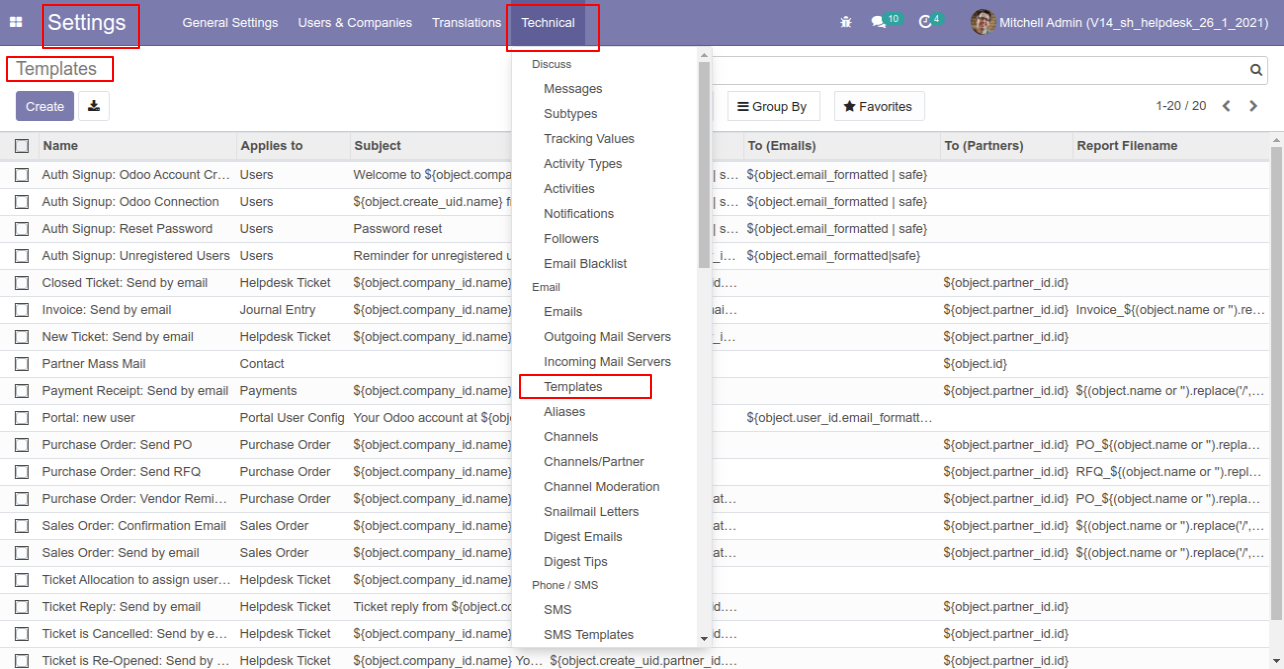 Settings General Settings Users & Companies Translations Technical 10 4 Mitchell Admin (V14_sh_helpdesk_26_1_2021)
Templates
Create Group By Favorites 1-20 / 20
Name Applies to Subject To (Emails) To (Partners) Report Filename
Auth Signup: Odoo Account Cr... Users Welcome to ${object.compa | s... ${object.email_formatted | safe}
Auth Signup: Odoo Connection Users ${object.create_uid.name} f | s... ${object.email_formatted | safe}
Auth Signup: Reset Password Users Password reset | s... ${object.email_formatted | safe}
Auth Signup: Unregistered Users Users Reminder for unregistered u _i... ${object.email_formatted|safe}
Closed Ticket: Send by email Helpdesk Ticket ${object.company_id.name} id.... ${object.partner_id.id}
Invoice: Send by email Journal Entry ${object.company_id.name} ai... ${object.partner_id.id} Invoice_${(object.name or '').re...
New Ticket: Send by email Helpdesk Ticket ${object.company_id.name} _i... ${object.partner_id.id}
Partner Mass Mail Contact ${object.id}
Payment Receipt: Send by email Payments ${object.company_id.name} ${object.partner_id.id} ${(object.name or '').replace('/',...
Portal: new user Portal User Config Your Odoo account at ${obj ${object.user_id.email_formatt...
Purchase Order: Send PO Purchase Order ${object.company_id.name} ${object.partner_id.id} PO_${(object.name or '').repla...
Purchase Order: Send RFQ Purchase Order ${object.company_id.name} ${object.partner_id.id} RFQ_${(object.name or '').repl...
Purchase Order: Vendor Remi... Purchase Order ${object.company_id.name} at... ${object.partner_id.id} PO_${(object.name or '').repla...
Sales Order: Confirmation Email Sales Order ${object.company_id.name} at... ${object.partner_id.id} ${(object.name or '').replace('/',...
Sales Order: Send by email Sales Order ${object.company_id.name} at... ${object.partner_id.id} ${(object.name or '').replace('/',...
Ticket Allocation to assign user... Helpdesk Ticket ${object.company_id.name}
Ticket Reply: Send by email Helpdesk Ticket Ticket reply from ${object.co id.... ${object.partner_id.id}
Ticket is Cancelled: Send by e... Helpdesk Ticket ${object.company_id.name} id.... ${object.partner_id.id}
Ticket is Re-Opened: Send by ... Helpdesk Ticket ${object.company_id.name} Yo... ${object.create_uid.partner_id.... ${object.partner_id.id}
Discuss
Messages
Subtypes
Tracking Values
Activity Types
Activities
Notifications
Followers
Email Blacklist
Email
Emails
Outgoing Mail Servers
Incoming Mail Servers
Templates
Aliases
Channels
Channels/Partner
Channel Moderation
Snailmail Letters
Digest Emails
Digest Tips
Phone / SMS
SMS
SMS Templates